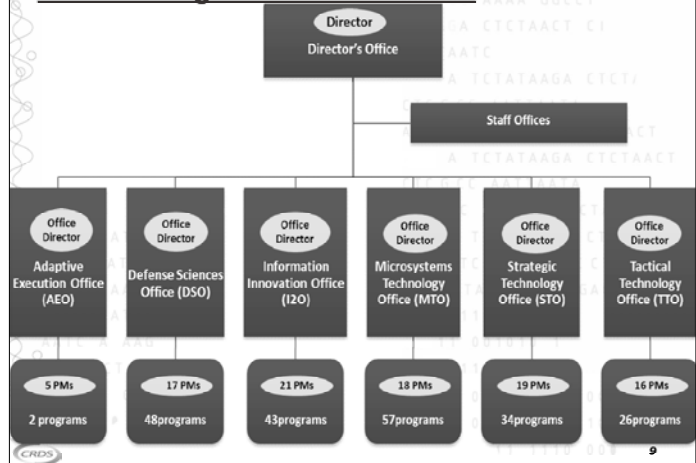 Director
Director's Office
Staff Offices
Office
Director
Adaptive
Execution Office
(AEO)
Office
Director
Defense Sciences
Office (DSO)
Office
Director
Information
Innovation Office
(I2O)
Office
Director
Microsystems
Technology
Office (MTO)
Office
Director
Strategic
Technology
Office (STO)
Office
Director
Tactical
Technology
Office (TTO)
5 PMs
2 programs
17 PMs
48programs
21 PMs
43programs
18 PMs
57programs
19 PMs
34programs
16 PMs
26programs
CRDS
9